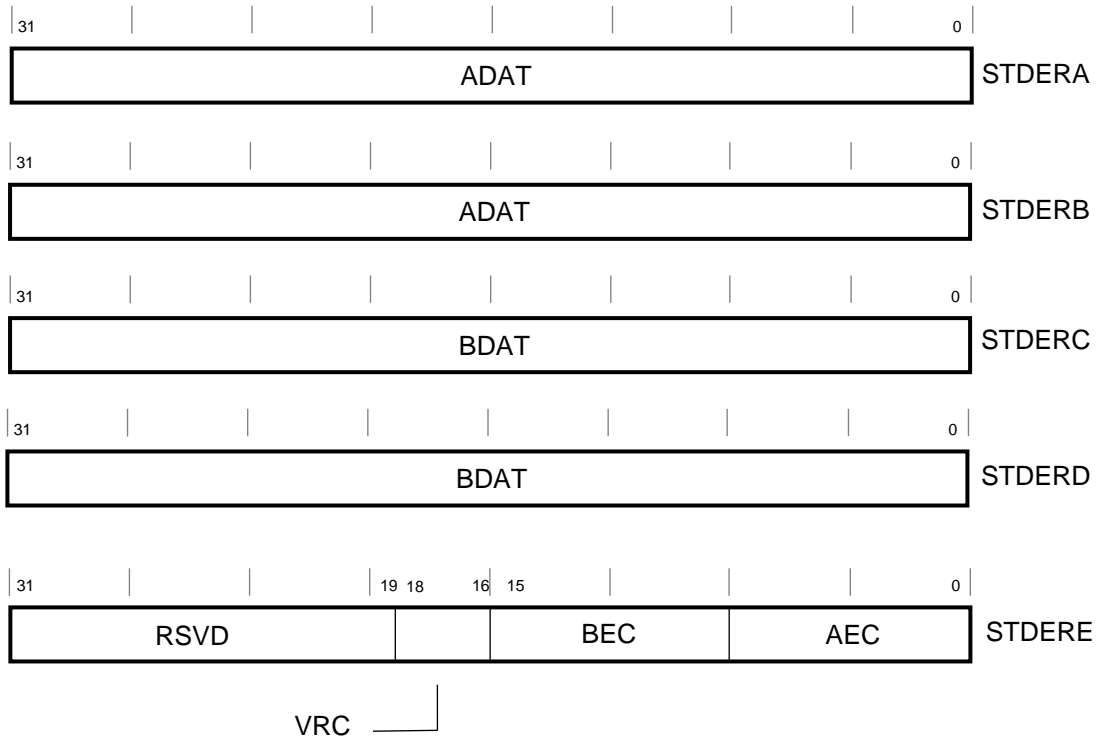 31 0
ADAT STDERA
31 0
ADAT STDERB
31 0
BDAT STDERC
31 0
BDAT STDERD
31 19 18 16 15 0
RSVD BEC AEC STDERE
VRC